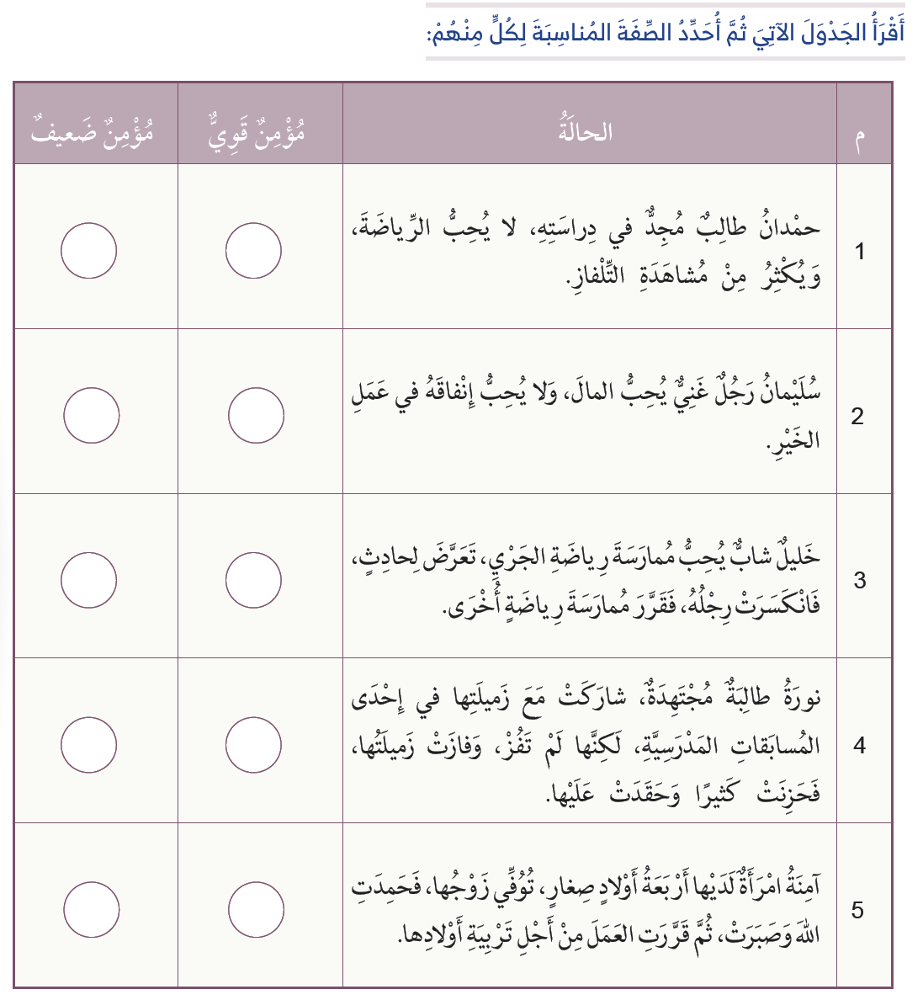 أَقْرَأُ الجَدْوَلَ الآتِيَ ثُمَّ أُحَدِّدُ الصِّفَةَ المُناسِبَةَ لِكُلٍّ مِنْهُمْ:
م الحالَةُ مُؤْمِنٌ قَوِيٌّ مُؤْمِنٌ ضَعيفٌ
1 حمْدانُ طالِبٌ مُجِدٌّ في دِراسَتِهِ، لا يُحِبُّ الرِّياضَةَ،
وَيُكْثِرُ مِنْ مُشاهَدَةِ التِّلْفازِ.
2 سُلَيْمانُ رَجُلٌ غَنِيٌّ يُحِبُّ المالَ، وَلا يُحِبُّ إِنْفاقَهُ في عَمَلِ
الخَيْرِ.
3 خَليلٌ شابٌّ يُحِبُّ مُمارَسَةَ رِياضَةِ الجَرْيِ، تَعَرَّضَ لِحادِثٍ،
فَانْكَسَرَتْ رِجْلُهُ، فَقَرَّرَ مُمارَسَةَ رِياضَةٍ أُخْرَى.
4 نورَةُ طالِبَةٌ مُجْتَهِدَةٌ، شارَكَتْ مَعَ زَميلَتِها في إِحْدَى
المُسابَقاتِ المَدْرَسِيَّةِ، لَكِنَّها لَمْ تَفُزْ، وَفازَتْ زَميلَتُها،
فَحَزِنَتْ كَثيرًا وَحَقَدَتْ عَلَيْها.
5 آمِنَةُ امْرَأَةٌ لَدَيْها أَرْبَعَةُ أَوْلادٍ صِغارٍ، تُوُفِّي زَوْجُها، فَحَمِدَتِ
اللهَ وَصَبَرَتْ، ثُمَّ قَرَّرَتِ العَمَلَ مِنْ أَجْلِ تَرْبِيَةِ أَوْلادِها.